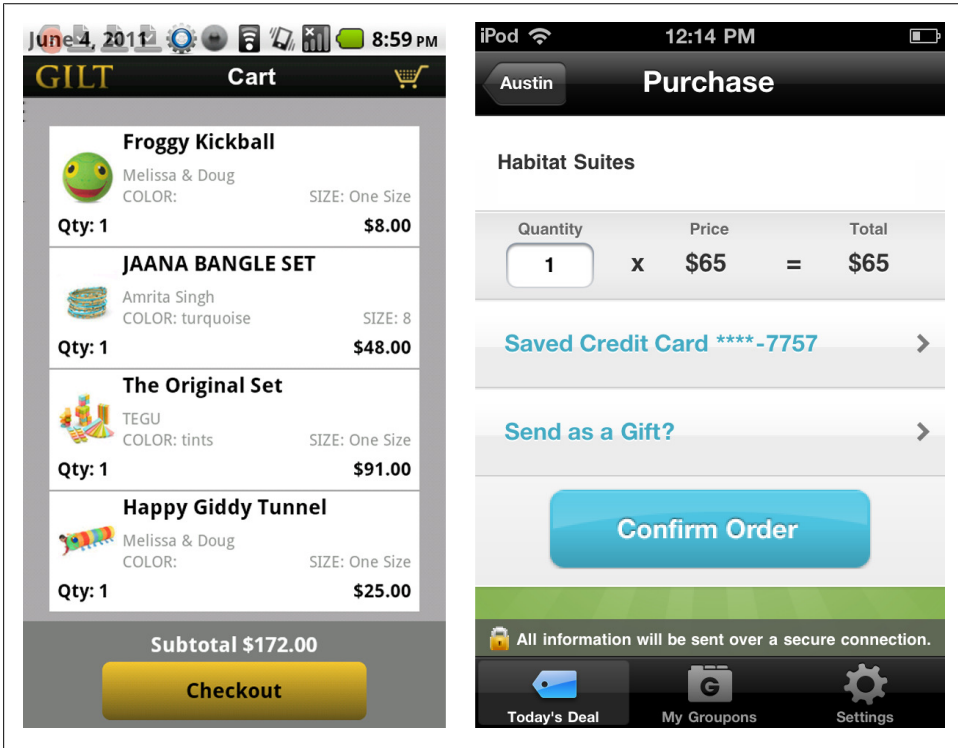 June 4, 2011 8:59 PM
GILT Cart
Froggy Kickball
Melissa & Doug
COLOR: SIZE: One Size
Qty: 1 $8.00
JAANA BANGLE SET
Amrita Singh
COLOR: turquoise SIZE: 8
Qty: 1 $48.00
The Original Set
TEGU
COLOR: tints SIZE: One Size
Qty: 1 $91.00
Happy Giddy Tunnel
Melissa & Doug
COLOR: SIZE: One Size
Qty: 1 $25.00
Subtotal $172.00
Checkout
iPod 12:14 PM
Austin Purchase
Habitat Suites
Quantity Price Total
1 x $65 = $65
Saved Credit Card ****-7757
Send as a Gift?
Confirm Order
All information will be sent over a secure connection.
G
Today's Deal My Groupons Settings